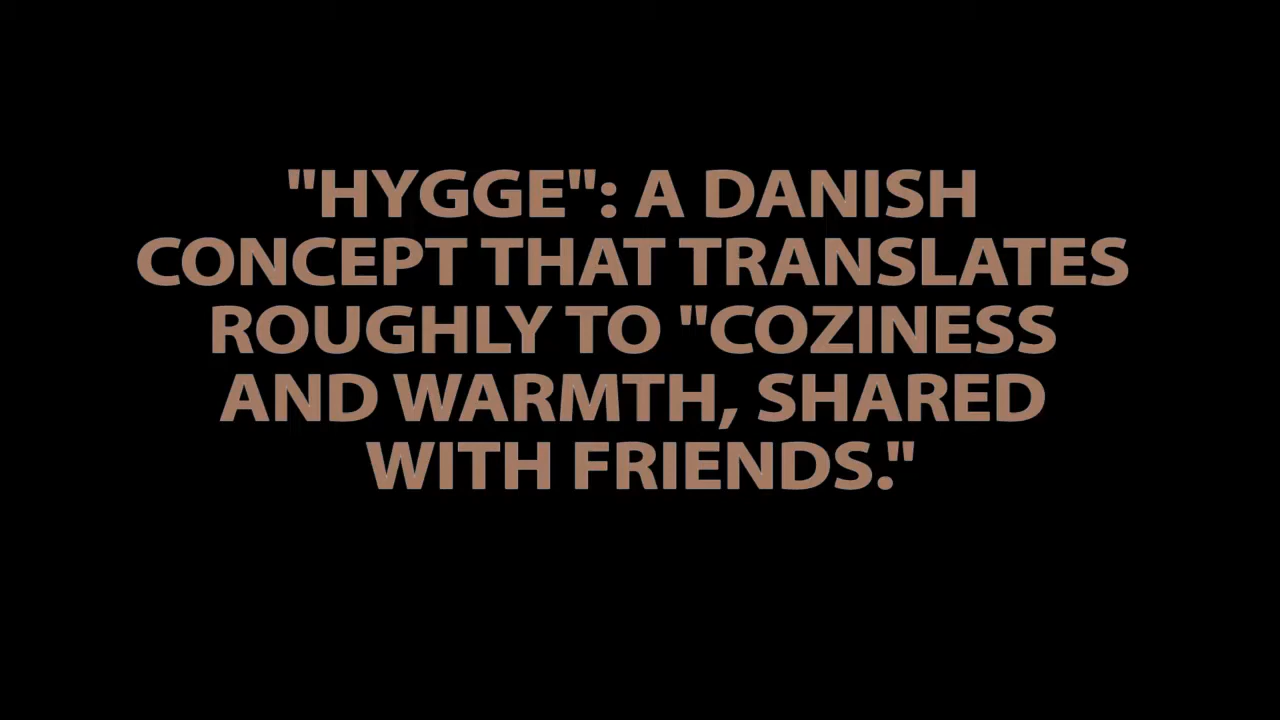 "HYGGE": A DANISH
CONCEPT THAT TRANSLATES
ROUGHLY TO "COZINESS
AND WARMTH, SHARED
WITH FRIENDS."